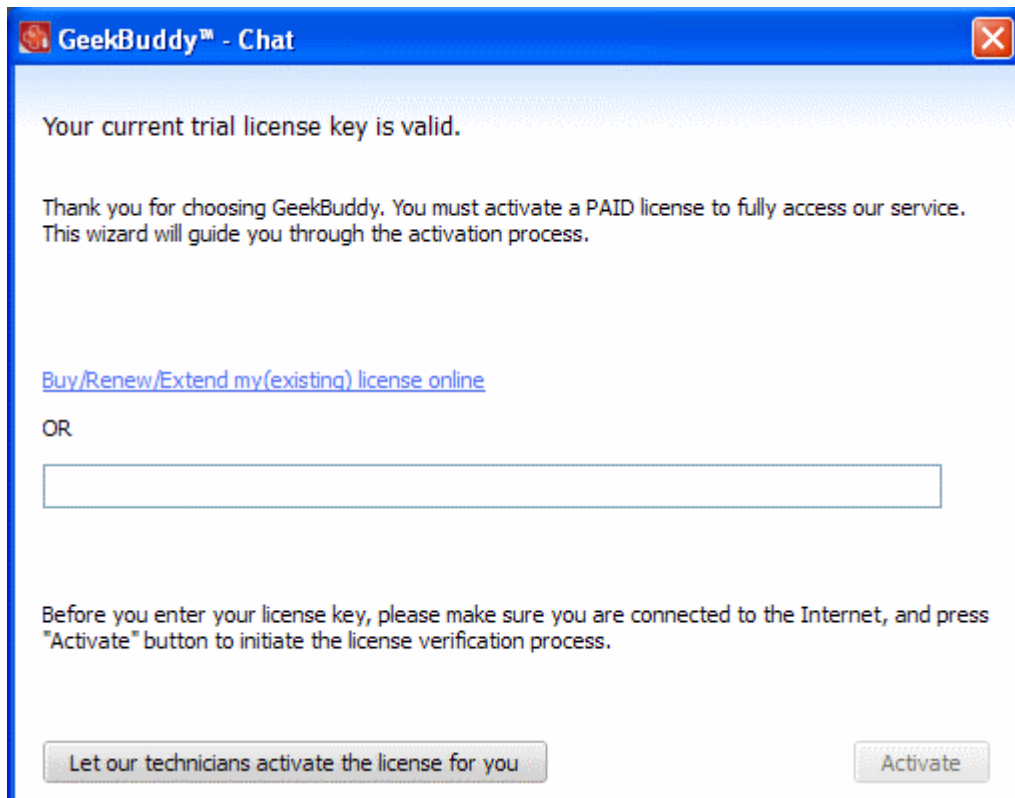 GeekBuddy™ - Chat
Your current trial license key is valid.
Thank you for choosing GeekBuddy. You must activate a PAID license to fully access our service.
This wizard will guide you through the activation process.
Buy/Renew/Extend my(existing) license online
OR
Before you enter your license key, please make sure you are connected to the Internet, and press
"Activate" button to initiate the license verification process.
Let our technicians activate the license for you
Activate